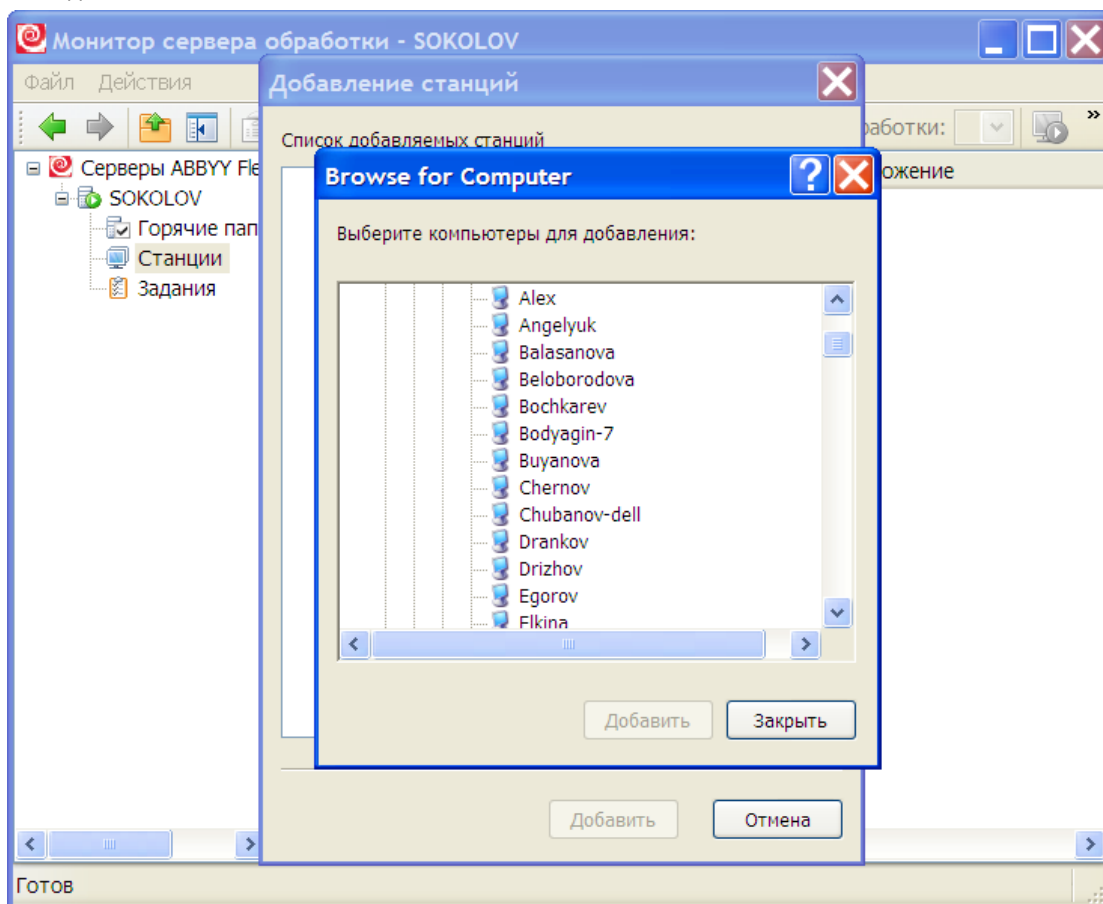 Монитор сервера обработки - SOKOLOV
Файл Действия
Добавление станций
аботки:
»
Список добавляемых станций
Серверы ABBYY Fle
SOKOLOV
Горячие пап
Станции
Задания
ожение
Browse for Computer
Выберите компьютеры для добавления:
Alex
Angelyuk
Balasanova
Beloborodova
Bochkarev
Bodyagin-7
Buyanova
Chernov
Chubanov-dell
Drankov
Drizhov
Egorov
Elkina
Добавить Закрыть
Добавить Отмена
Готов